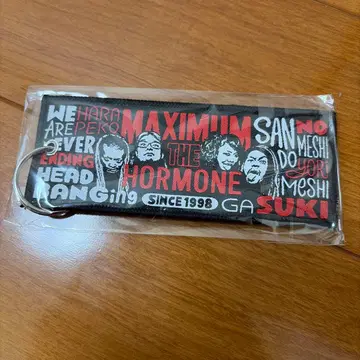 WE HARA MAXIMUM SAN NO
ARE PEKO THE DO MESHI
EVER HORMONE YORI
ENDING SINCE 1998 MESHI
HEAD GA SUKI
BANGing